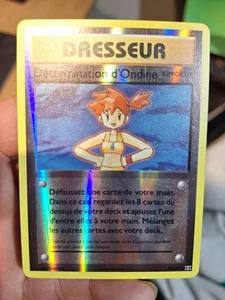 DRESSEUR
Détermination d'Ondine SUPPORTER
Défaussez une carte de votre main.
Dans ce cas, regardez les 8 cartes du
dessus de votre deck et ajoutez l'une
d'entre elles à votre main. Mélangez
les autres cartes avec votre deck.